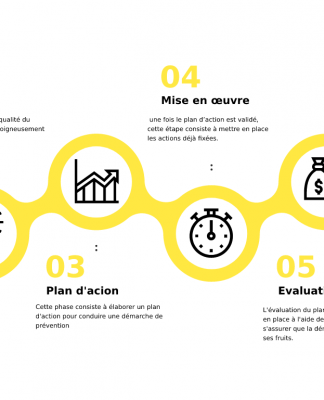 qualité du
oigneusement
04
Mise en œuvre
une fois le plan d'action est validé,
cette étape consiste à mettre en place
les actions déjà fixées.
:
$
:
03
Plan d'acion
Cette phase consiste à élaborer un plan
d'action pour conduire une démarche de
prévention
05
Evaluat
L'évaluation du plan
en place à l'aide de
s'assurer que la dé
ses fruits.